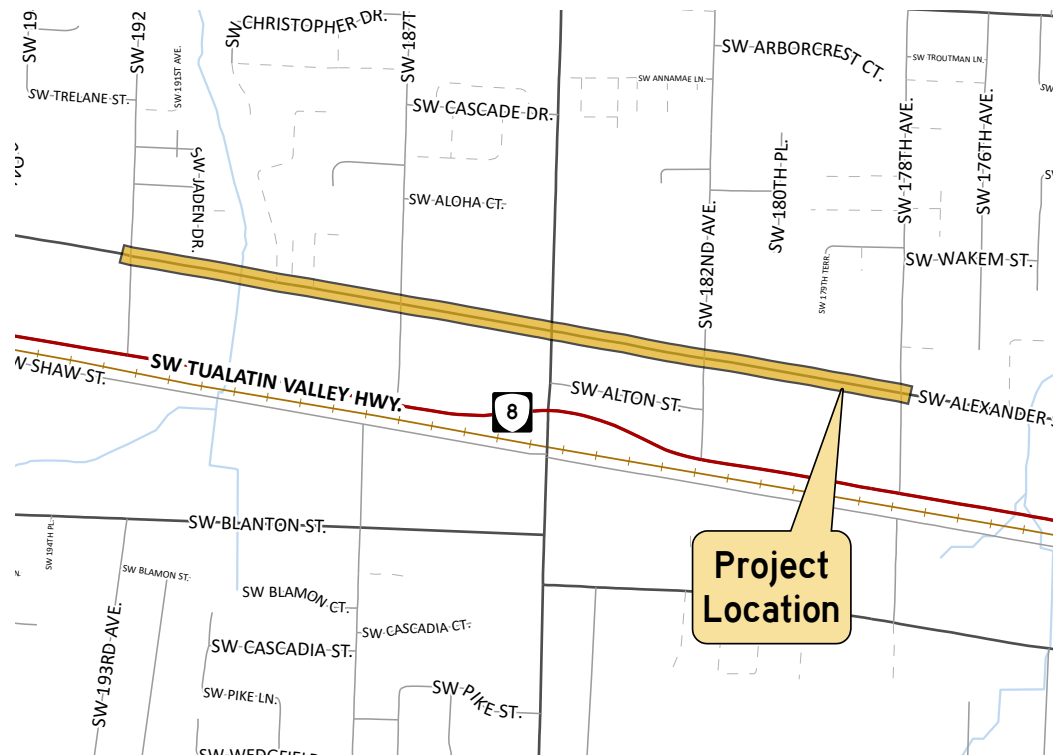 SW 19
SW 192
SW CHRISTOPHER DR.
SW 187T
SW ARBORCREST CT.
SW TROUTMAN LN.
SW 191ST AVE.
SW ANNAMAE LN.
SW TRELANE ST.
SW CASCADE DR.
SW 178TH AVE.
SW 176TH AVE.
SW JADEN DR.
SW ALOHA CT.
SW 180TH PL.
SW 182ND AVE.
SW 179TH TERR.
SW WAKEM ST.
SW TUALATIN VALLEY HWY.
W SHAW ST.
8
SW ALTON ST.
SW ALEXANDER
SW BLANTON ST.
SW 194TH PL.
Project
Location
SW BLAMON ST.
SW BLAMON CT.
SW CASCADIA CT.
SW CASCADIA ST.
SW 193RD AVE.
SW PIKE LN.
SW PIKE ST.
SW WEDGEFIEL